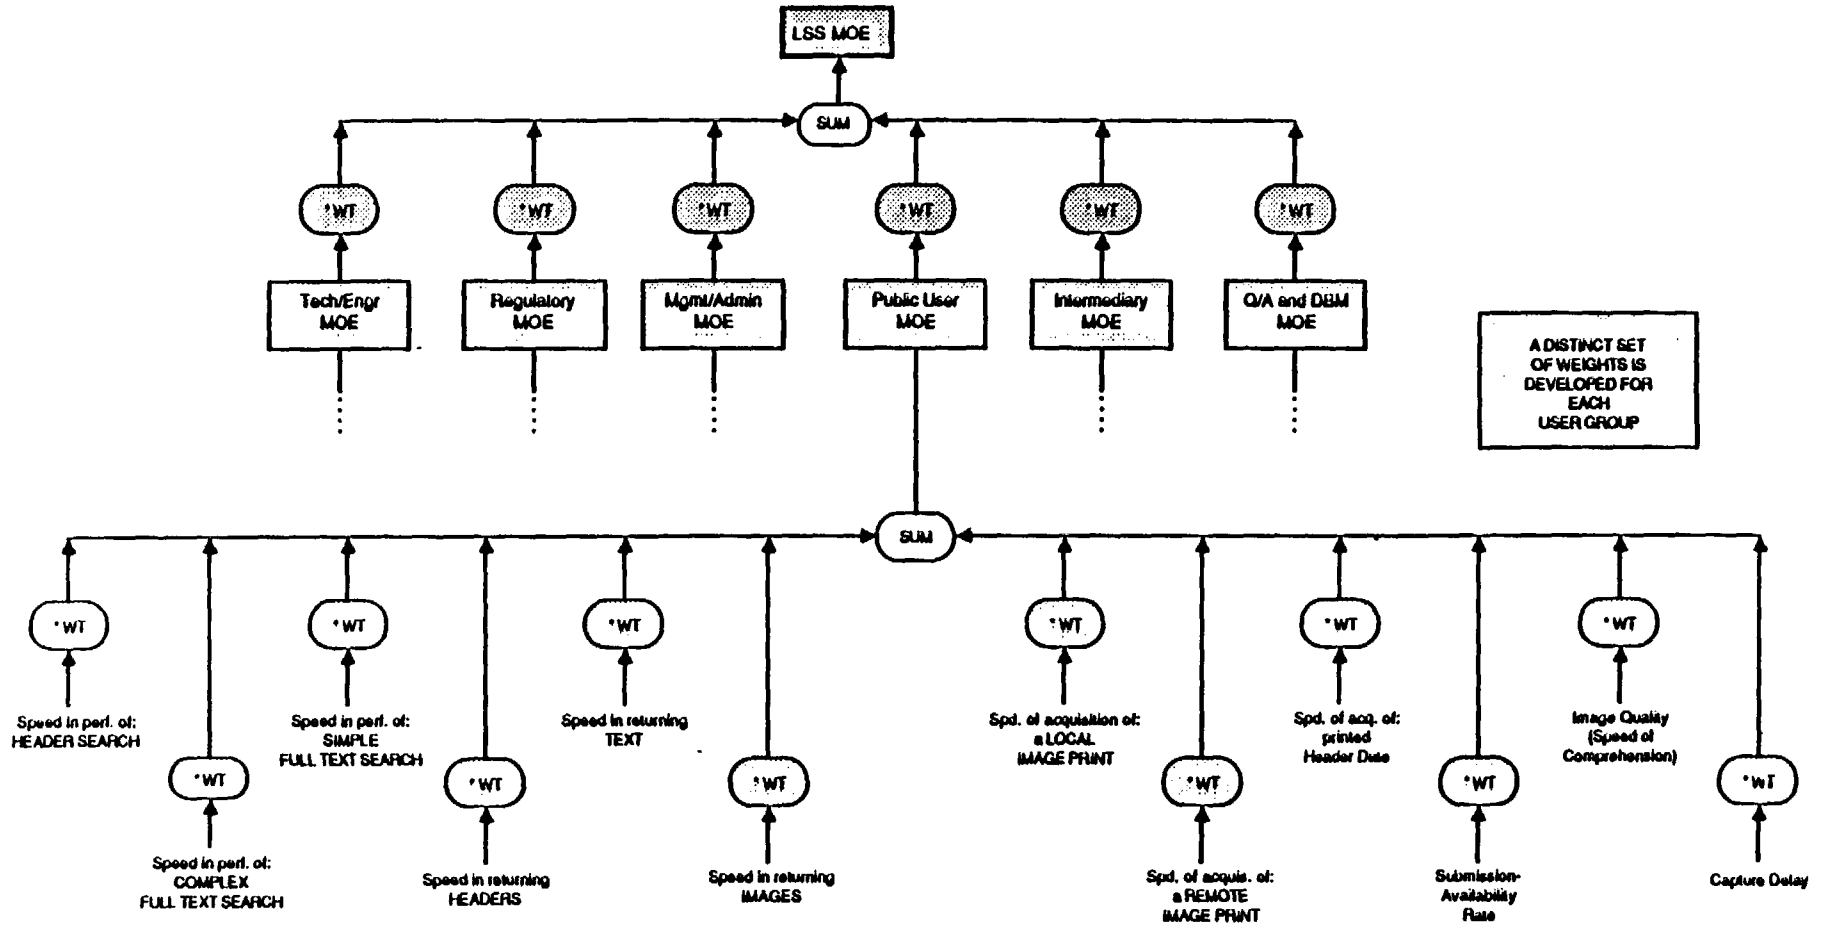 LSS MOE
SUM
*WT
*WT
*WT
*WT
*WT
*WT
Tech/Engr
MOE
Regulatory
MOE
Mgmt/Admin
MOE
Public User
MOE
Intermediary
MOE
Q/A and DBM
MOE
A DISTINCT SET
OF WEIGHTS IS
DEVELOPED FOR
EACH
USER GROUP
SUM
*WT
*WT
*WT
*WT
*WT
*WT
Speed in perf. of:
HEADER SEARCH
Speed in perf. of:
SIMPLE
FULL TEXT SEARCH
Speed in returning
TEXT
Spd. of acquisition of:
a LOCAL
IMAGE PRINT
Spd. of acq. of:
printed
Header Data
Image Quality
(Speed of
Comprehension)
*WT
*WT
*WT
*WT
*WT
*WT
Speed in perf. of:
COMPLEX
FULL TEXT SEARCH
Speed in returning
HEADERS
Speed in returning
IMAGES
Spd. of acquis. of:
a REMOTE
IMAGE PRINT
Submission-
Availability
Rate
Capture Delay